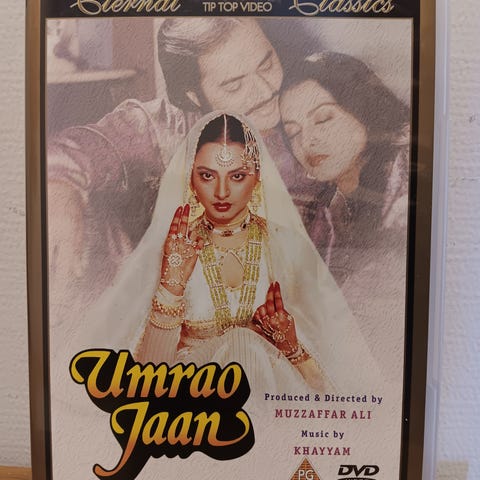 Eternal TIP TOP VIDEO Classics
Umrao
Jaan
Produced & Directed by
MUZZAFFAR ALI
Music by
KHAYYAM
PG
DVD